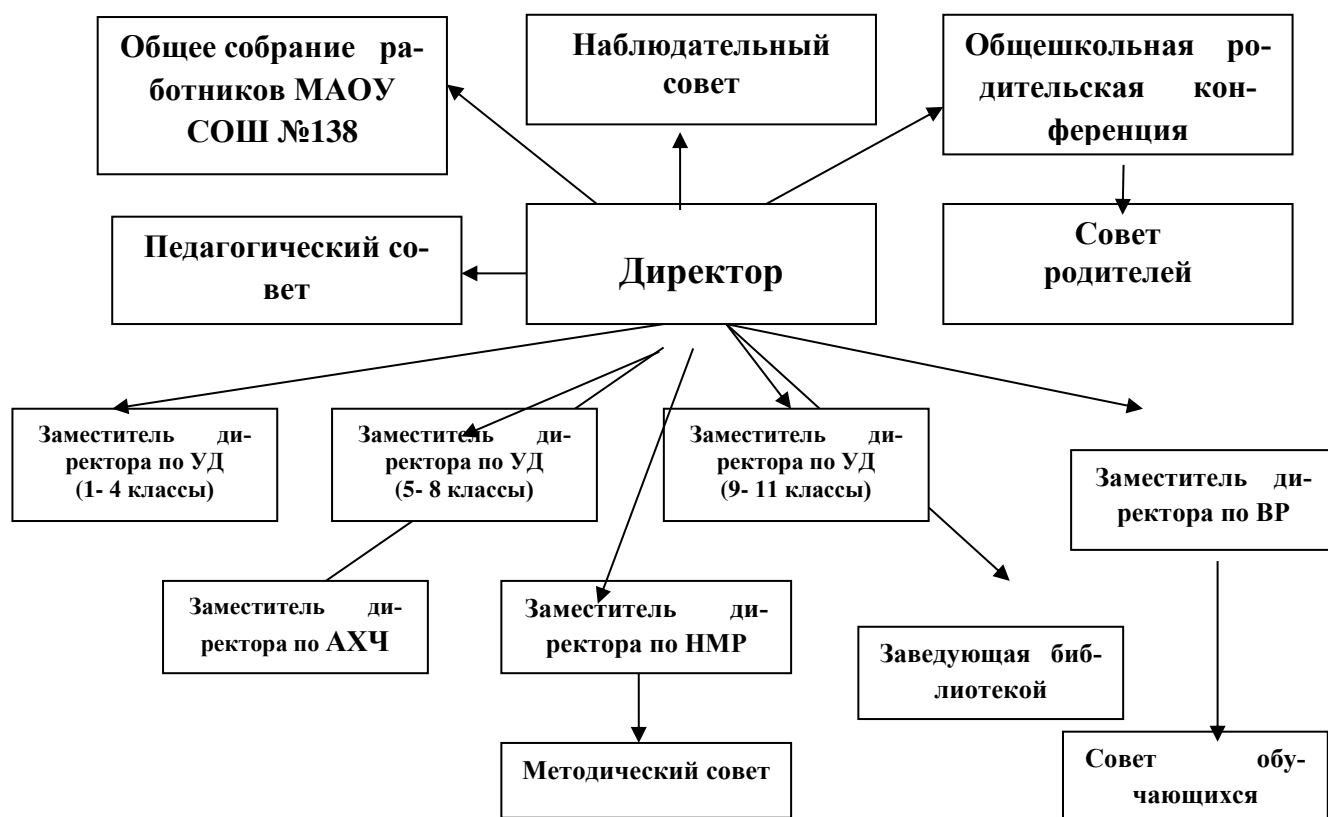 Общее собрание ра-
ботников МАОУ
СОШ №138
Наблюдательный
совет
Общешкольная ро-
дительская кон-
ференция
Педагогический со-
вет
Директор
Совет
родителей
Заместитель ди-
ректора по УД
(1- 4 классы)
Заместитель ди-
ректора по УД
(5- 8 классы)
Заместитель ди-
ректора по УД
(9- 11 классы)
Заместитель ди-
ректора по ВР
Заместитель ди-
ректора по АХЧ
Заместитель ди-
ректора по НМР
Заведующая биб-
лиотекой
Методический совет
Совет обу-
чающихся